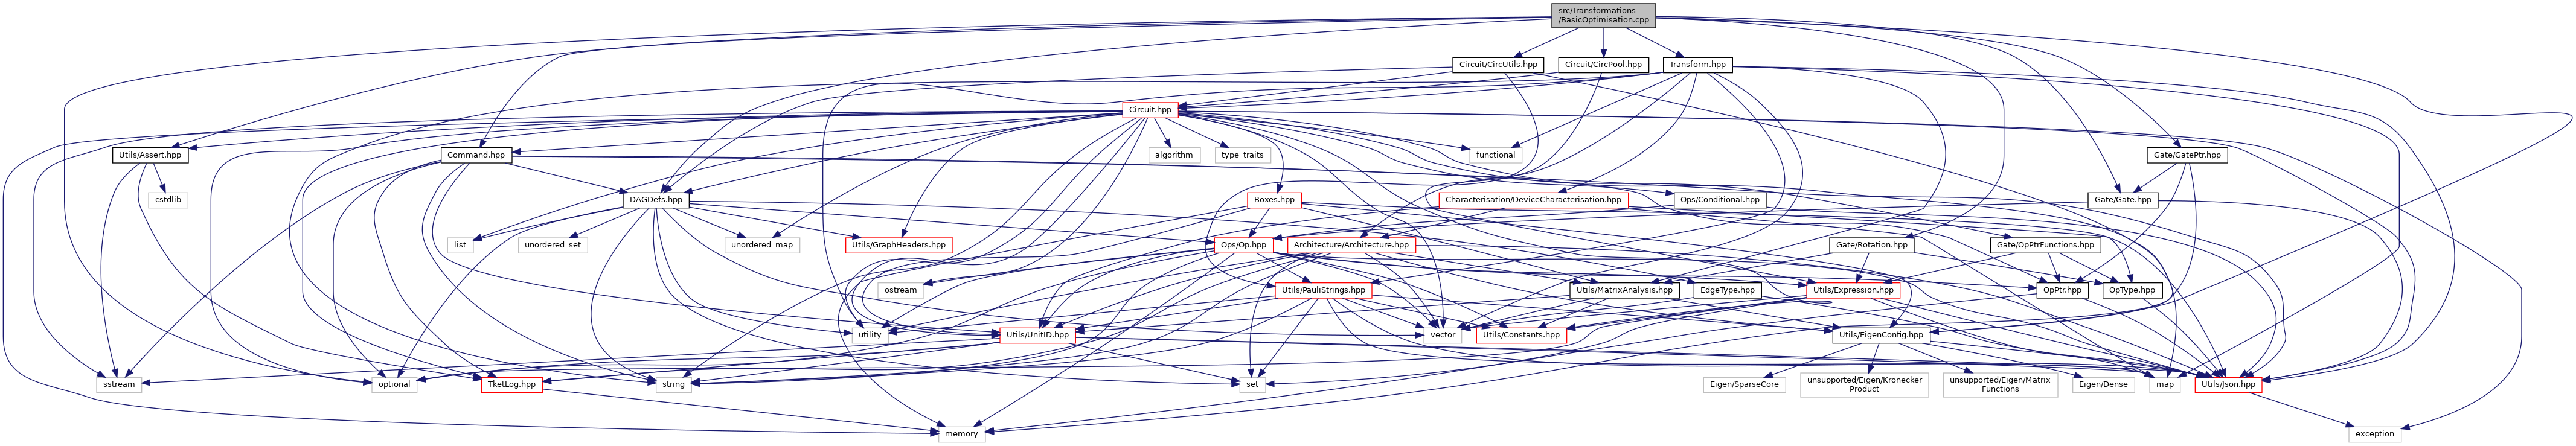 src/Transformations
/BasicOptimisation.cpp
Circuit/CircUtils.hpp
Circuit/CircPool.hpp
Transform.hpp
Circuit.hpp
Utils/Assert.hpp
Command.hpp
algorithm
type_traits
functional
Gate/GatePtr.hpp
cstdlib
DAGDefs.hpp
Boxes.hpp
Characterisation/DeviceCharacterisation.hpp
Ops/Conditional.hpp
Gate/Gate.hpp
list
unordered_set
unordered_map
Utils/GraphHeaders.hpp
Ops/Op.hpp
Architecture/Architecture.hpp
Gate/Rotation.hpp
Gate/OpPtrFunctions.hpp
ostream
Utils/PauliStrings.hpp
Utils/MatrixAnalysis.hpp
EdgeType.hpp
Utils/Expression.hpp
OpPtr.hpp
OpType.hpp
utility
Utils/UnitID.hpp
vector
Utils/Constants.hpp
Utils/EigenConfig.hpp
sstream
optional
TketLog.hpp
string
set
Eigen/SparseCore
unsupported/Eigen/Kronecker
Product
unsupported/Eigen/Matrix
Functions
Eigen/Dense
map
Utils/Json.hpp
memory
exception